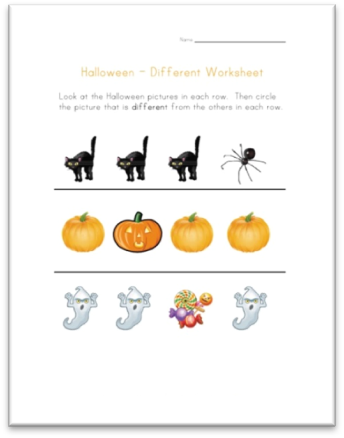 Name
Halloween ~ Different Worksheet
Look at the Halloween pictures in each row. Then circle
the picture that is different from the others in each row.